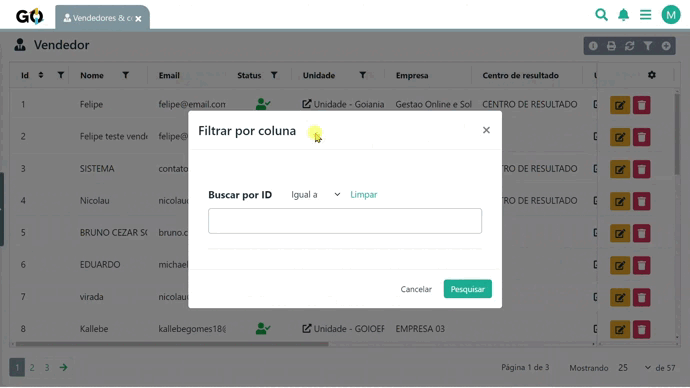 GO
Vendedores & c
M
Vendedor
Id Nome Email Status Unidade Empresa Centro de resultado
1 Felipe felipe@email.com Unidade - Goiania Gestao Online e Sol CENTRO DE RESULTADO
2 Felipe teste vende felipe@
3 SISTEMA contato RO DE RESULTADO
4 Nicolau nicolau RO DE RESULTADO
5 BRUNO CEZAR bruno.c
6 EDUARDO michael
7 virada nicolau
8 Kallebe kallebegomes18 Unidade - GOIOER EMPRESA 03
Filtrar por coluna
Buscar por ID Igual a Limpar
Cancelar Pesquisar
1 2 3 Página 1 de 3 Mostrando 25 de 57